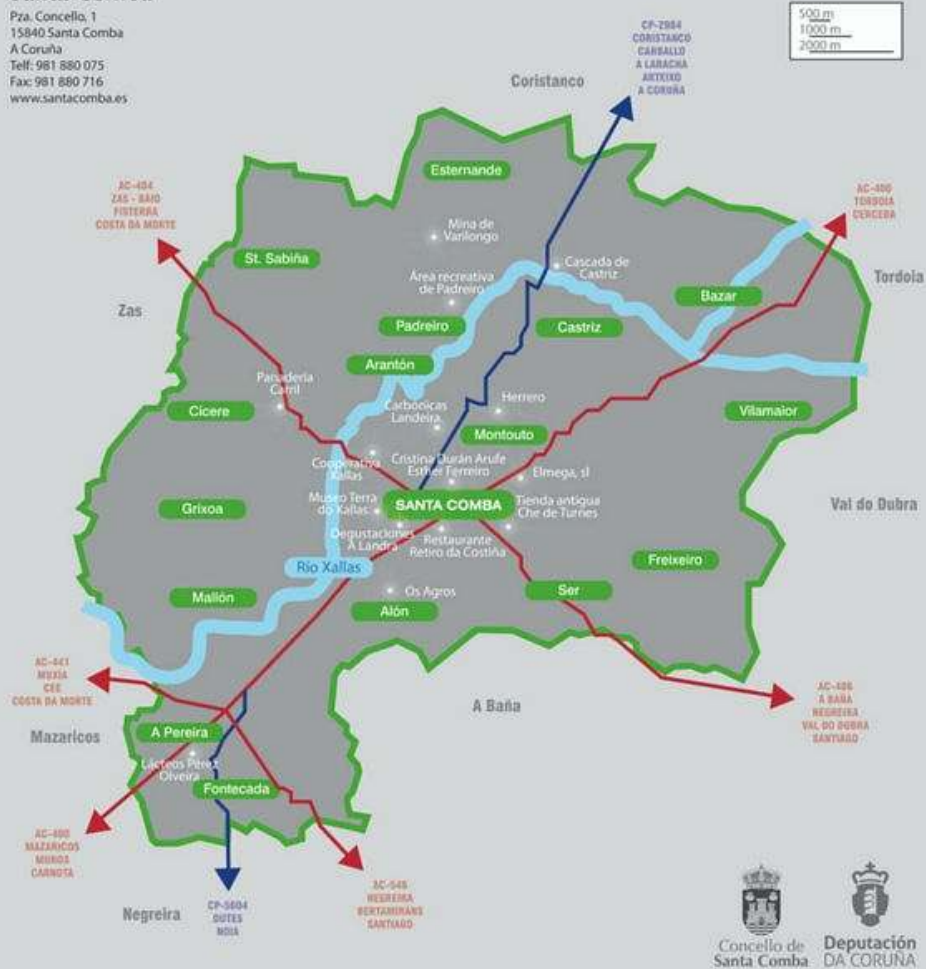 Pza. Concello, 1
15840 Santa Comba
A Coruña
Telf: 981 880 075
Fax: 981 880 716
www.santacomba.es
500 m
1000 m
2000 m
CP-2904
CORISTANCO
CARBALLO
A LARACHA
ARTEIXO
A CORUÑA
Coristanco
AC-404
ZAS - BAIO
FISTERRA
COSTA DA MORTE
AC-400
TORDOIA
CERCEDA
Esternande
Mina de
Varilongo
St. Sabiña
Cascada de
Castriz
Tordoia
Área recreativa
de Padreiro
Bazar
Zas
Padreiro
Castriz
Arantón
Panadería
Carril
Cícere
Carbónicas
Landeira
Herrero
Vilamaior
Montouto
Cooperativa
Xallas
Cristina Durán Arufe
Esther Ferreiro
Elmega, sl
Museo Terra
do Xallas
SANTA COMBA
Tienda antigua
Che de Turnes
Val do Dubra
Grixoa
Degustaciones
A Landra
Restaurante
Retiro da Costiña
Río Xallas
Freixeiro
Mallón
Os Agros
Ser
Alón
AC-441
MUXÍA
CEE
COSTA DA MORTE
AC-406
A BAÑA
NEGREIRA
VAL DO DUBRA
SANTIAGO
A Baña
Mazaricos
A Pereira
Lácteos Pérez
Olveira
Fontecada
AC-400
MAZARICOS
MUROS
CARNOTA
AC-546
NEGREIRA
BERTAMIRÁNS
SANTIAGO
Negreira
CP-5604
OUTES
NOIA
Concello de
Santa Comba
Deputación
DA CORUÑA